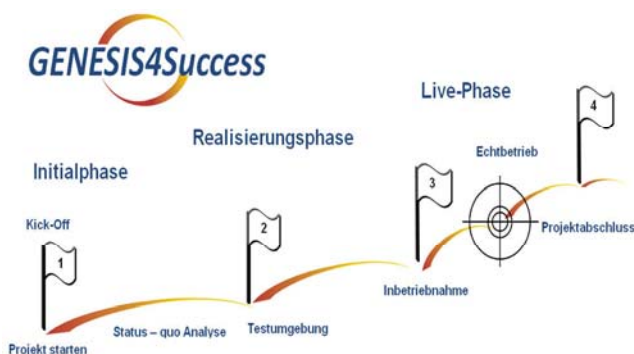 GENESIS4Success
Live-Phase
4
Realisierungsphase
Echtbetrieb
Initialphase
3
Kick-Off
2
Projektabschluss
1
Inbetriebnahme
Status – quo Analyse
Testumgebung
Projekt starten